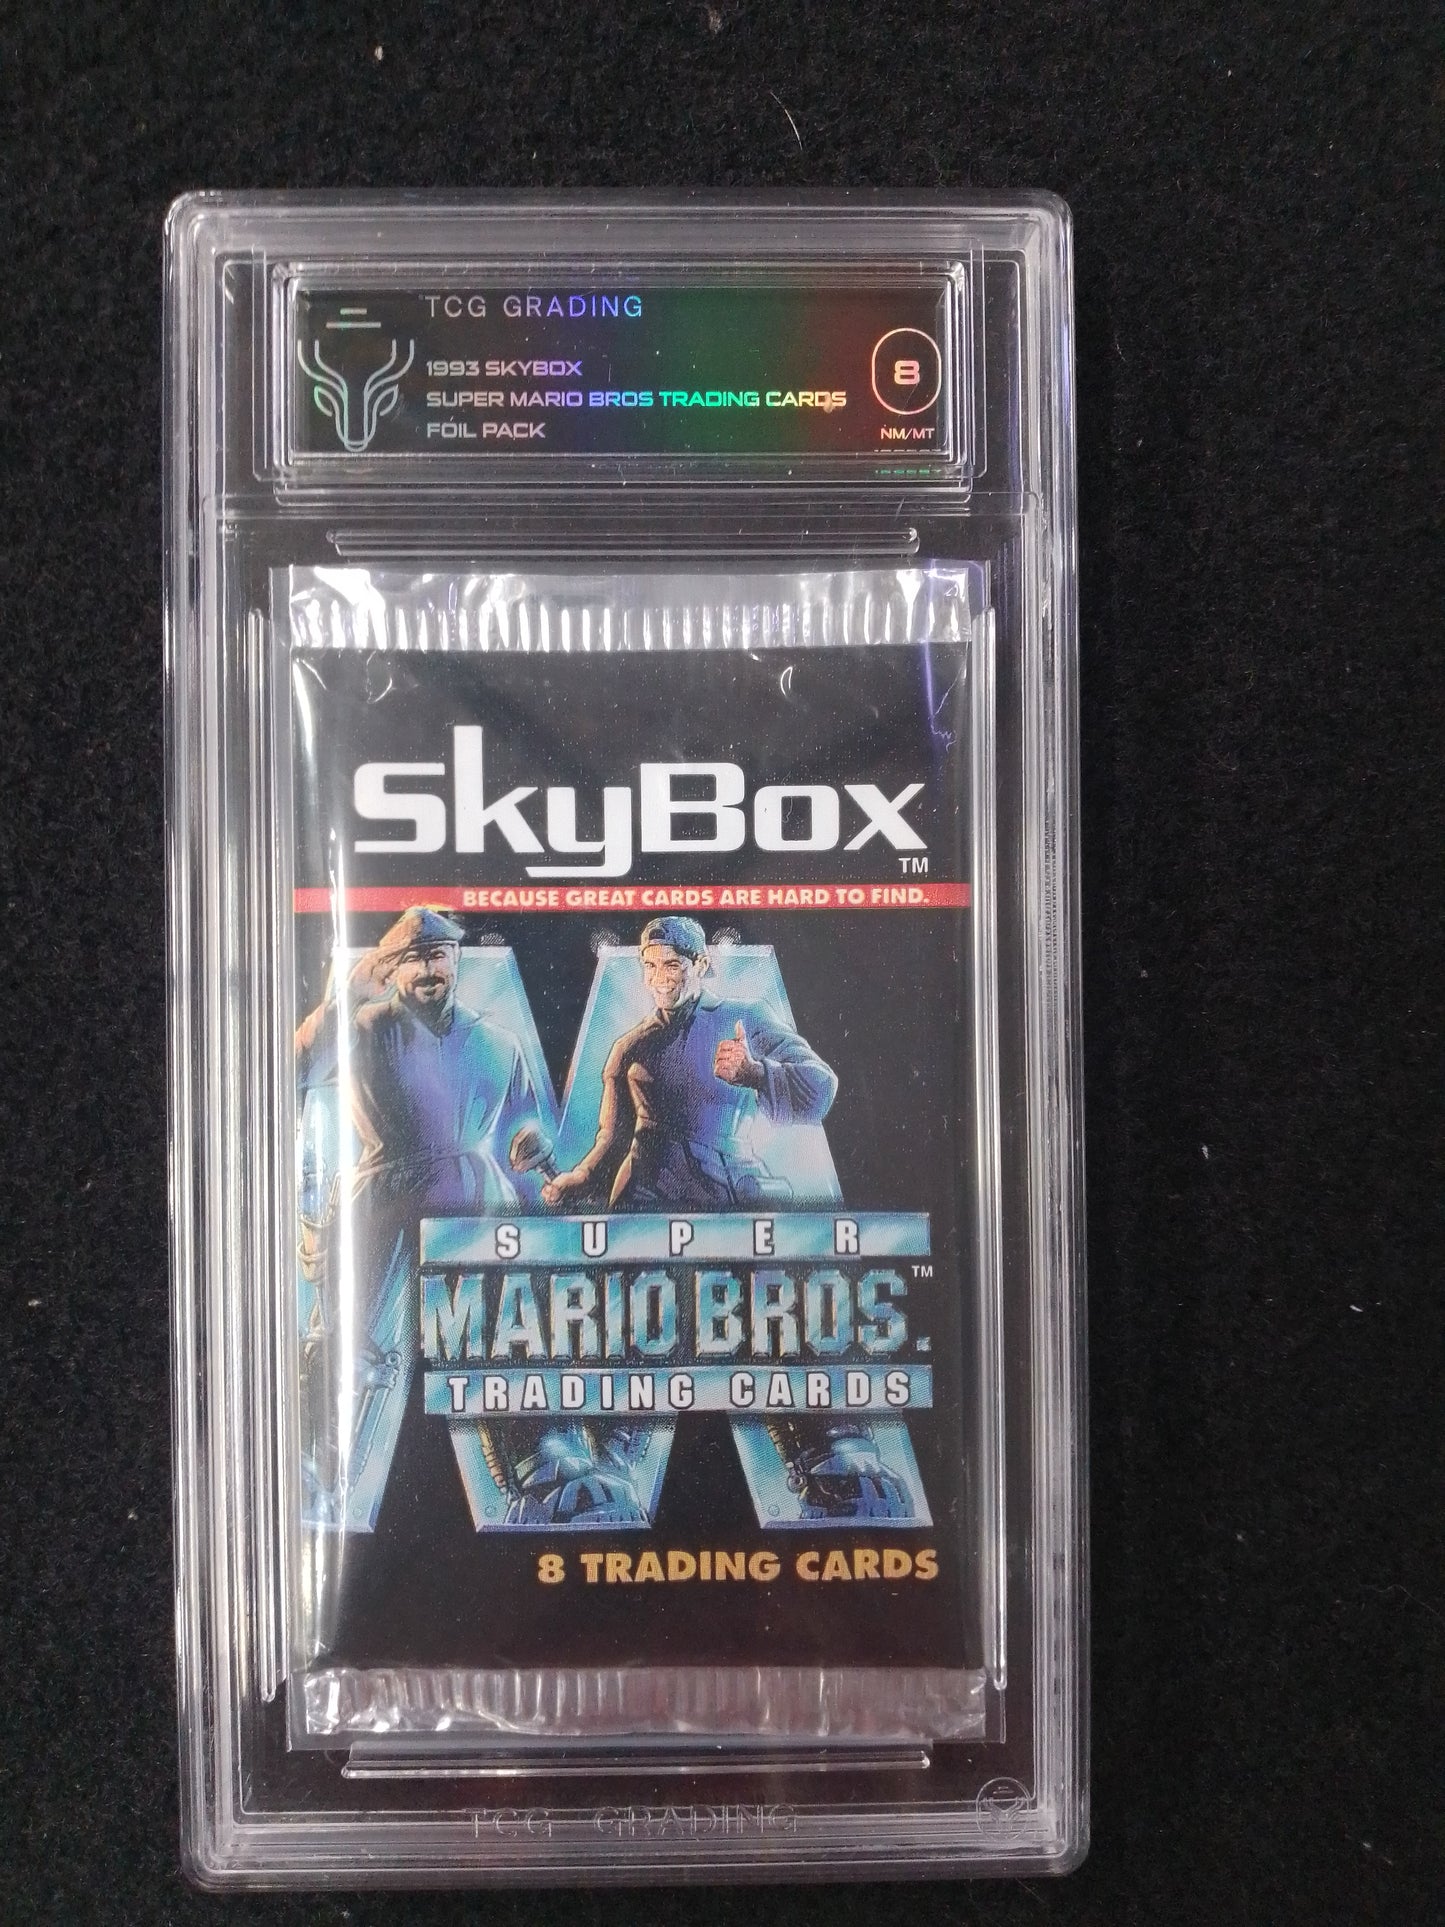 TCG GRADING
1993 SKYBOX
SUPER MARIO BROS TRADING CARDS
FOIL PACK
8
NM/MT
SkyBox
TM
BECAUSE GREAT CARDS ARE HARD TO FIND.
SUPER
MARIO BROS.
TM
TRADING CARDS
8 TRADING CARDS
TCG GRADING